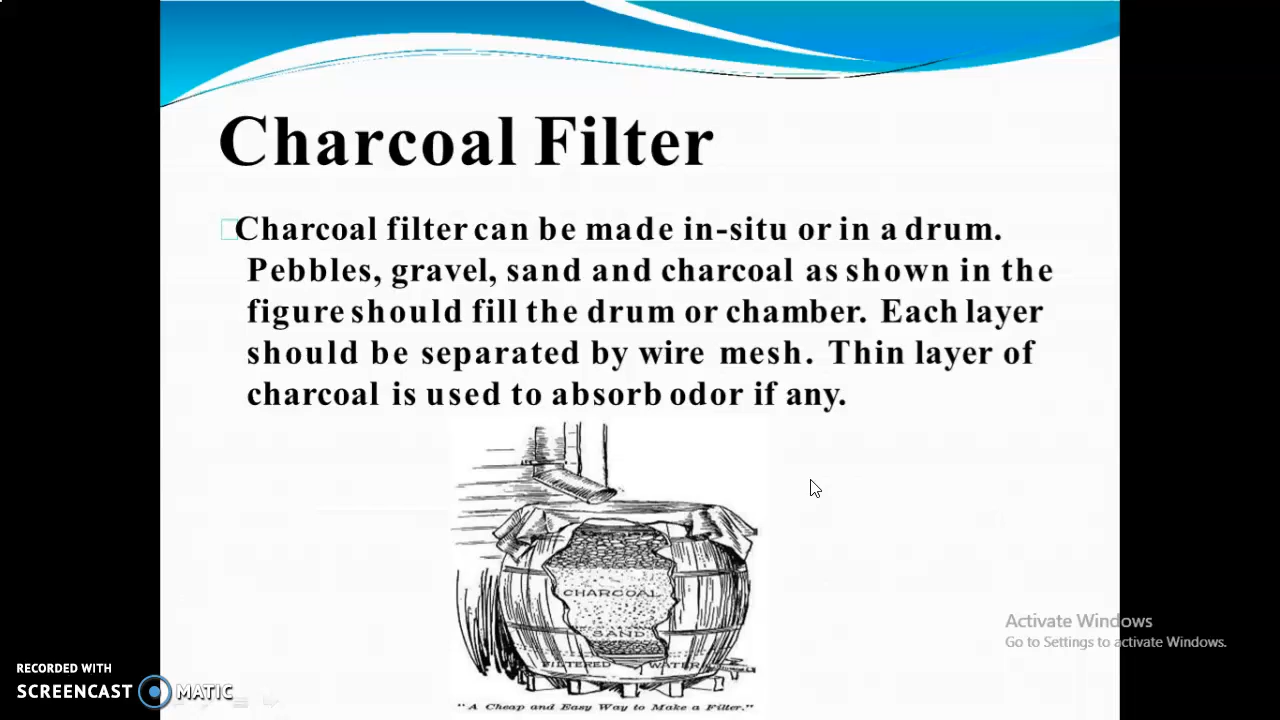 Charcoal Filter
Charcoal filter can be made in-situ or in a drum.
Pebbles, gravel, sand and charcoal as shown in the
figure should fill the drum or chamber. Each layer
should be separated by wire mesh. Thin layer of
charcoal is used to absorb odor if any.
CHARCOAL
SAND
FILTERED WATER
"A Cheap and Easy Way to Make a Filter."
Activate Windows
Go to Settings to activate Windows.
RECORDED WITH
SCREENCAST MATIC